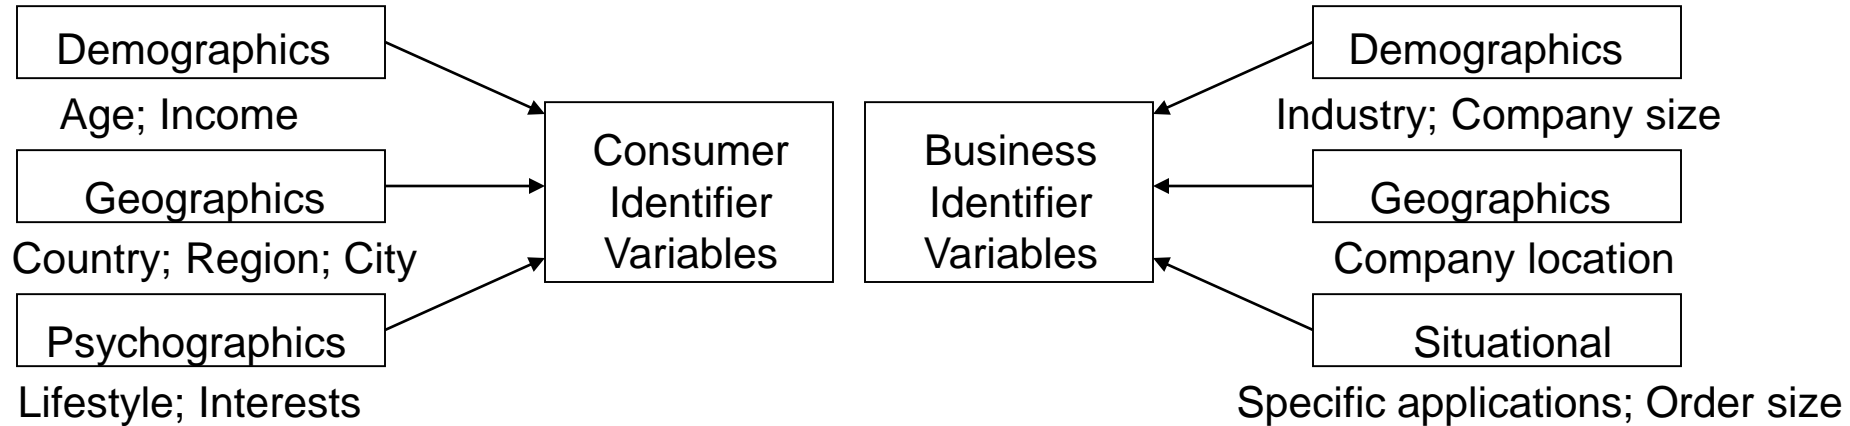 Demographics
Age; Income
Geographics
Country; Region; City
Psychographics
Lifestyle; Interests
Consumer
Identifier
Variables
Business
Identifier
Variables
Demographics
Industry; Company size
Geographics
Company location
Situational
Specific applications; Order size